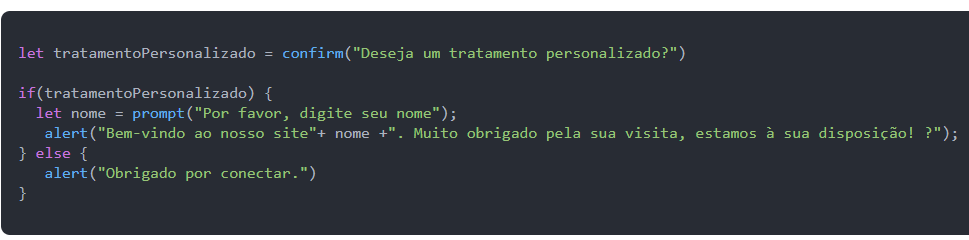 let tratamentoPersonalizado = confirm("Deseja um tratamento personalizado?")
if(tratamentoPersonalizado) {
let nome = prompt("Por favor, digite seu nome");
alert("Bem-vindo ao nosso site"+ nome +". Muito obrigado pela sua visita, estamos à sua disposição! ?");
} else {
alert("Obrigado por conectar.")
}